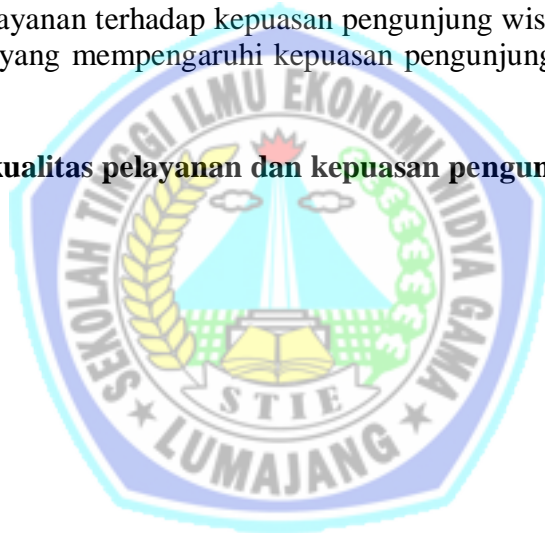 ayanan terhadap kepuasan pengunjung wis
yang mempengaruhi kepuasan pengunjung
kualitas pelayanan dan kepuasan pengun
SEKOLAH TINGGI ILMU EKONOMI WIDYA GAMA
STIE
LUMAJANG